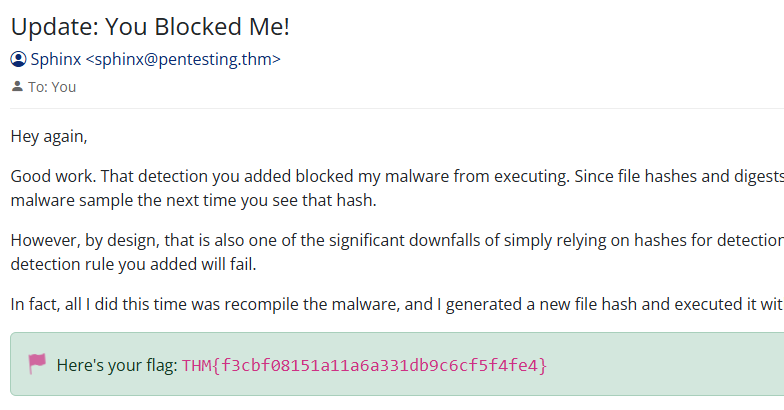 Update: You Blocked Me!
Sphinx <sphinx@pentesting.thm>
To: You
Hey again,
Good work. That detection you added blocked my malware from executing. Since file hashes and digests
malware sample the next time you see that hash.
However, by design, that is also one of the significant downfalls of simply relying on hashes for detection
detection rule you added will fail.
In fact, all I did this time was recompile the malware, and I generated a new file hash and executed it wit
Here's your flag: THM{f3cbf08151a11a6a331db9c6cf5f4fe4}